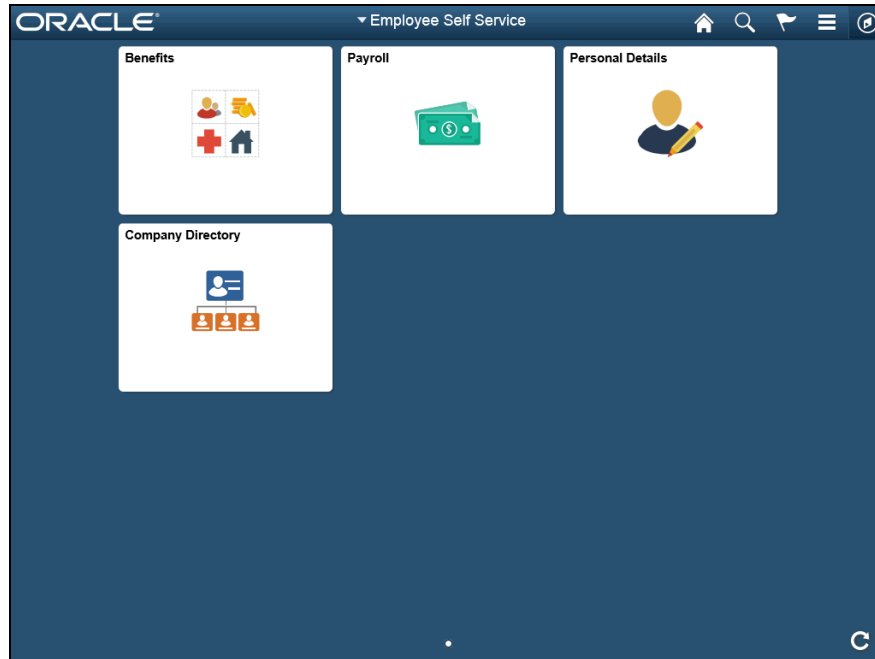 ORACLE®
Employee Self Service
Benefits
Payroll
Personal Details
$
Company Directory